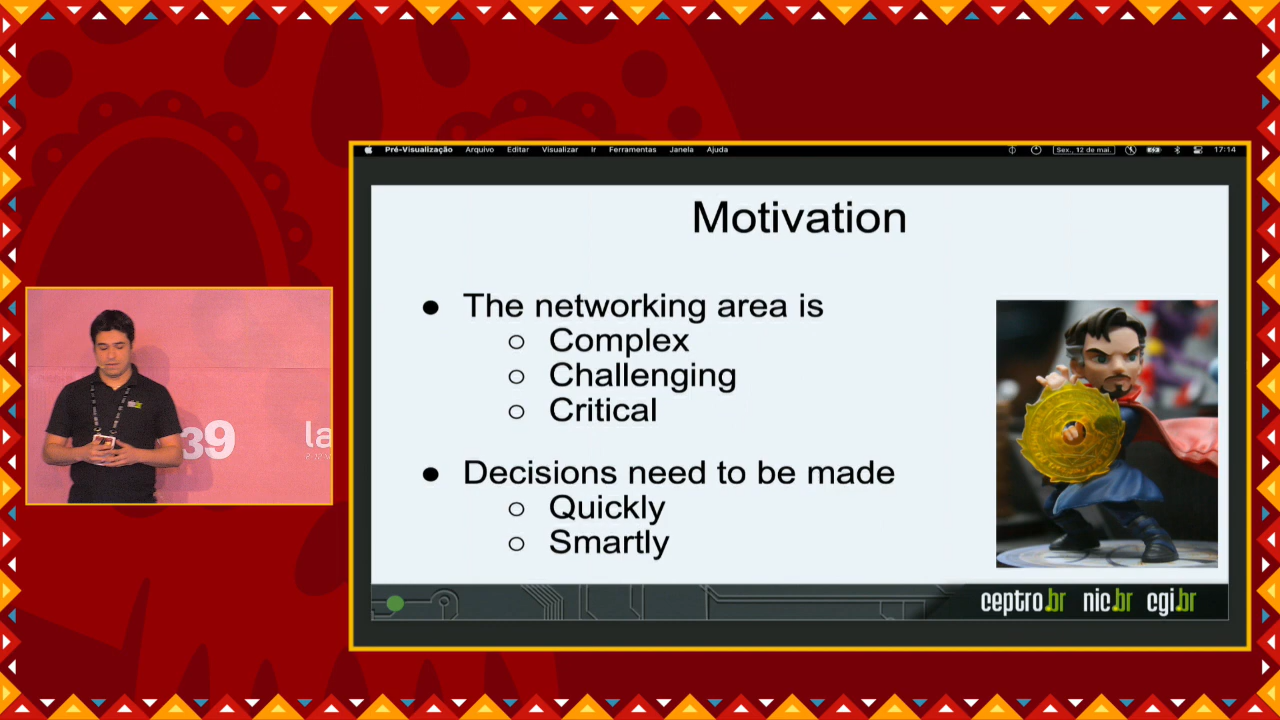 Pré-Visualização Arquivo Editar Visualizar Ir Ferramentas Janela Ajuda
Sex., 12 de mai. 17:14
Motivation
● The networking area is
○ Complex
○ Challenging
○ Critical
● Decisions need to be made
○ Quickly
○ Smartly
39
la
ceptro.br nic.br cgi.br